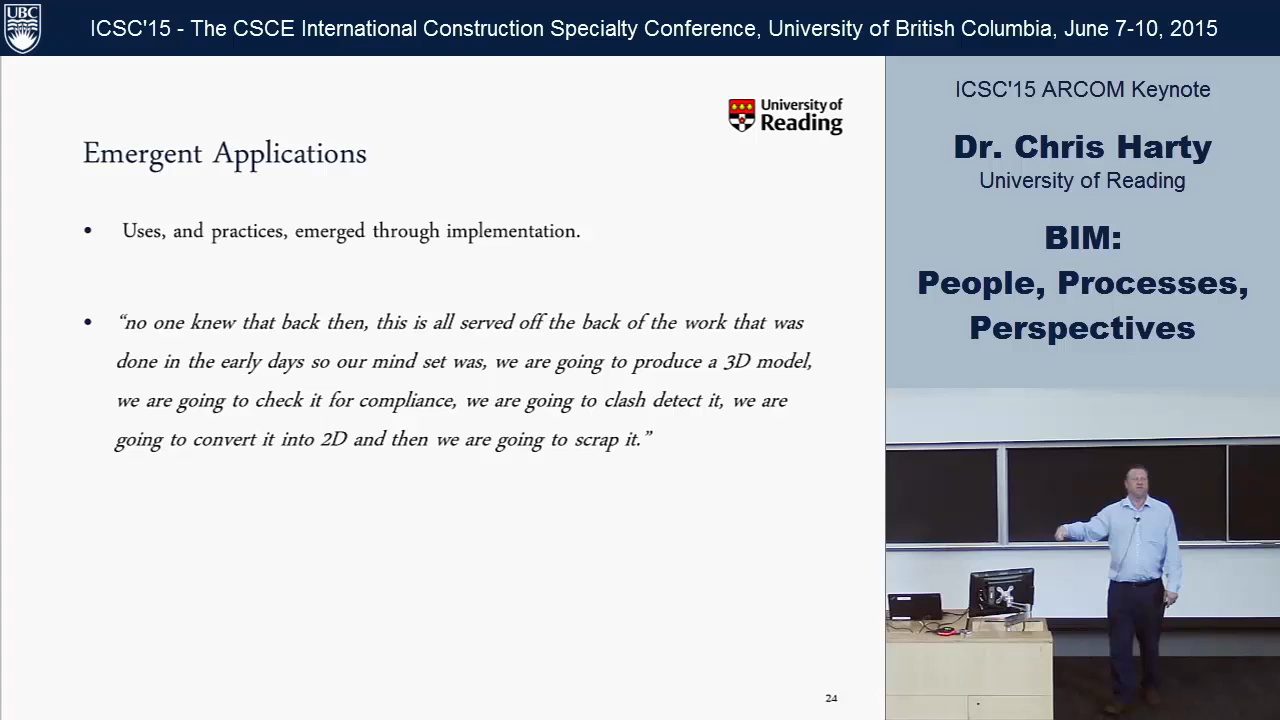 UBC
ICSC'15 - The CSCE International Construction Specialty Conference, University of British Columbia, June 7-10, 2015
University of
Reading
Emergent Applications
• Uses, and practices, emerged through implementation.
• “no one knew that back then, this is all served off the back of the work that was
done in the early days so our mind set was, we are going to produce a 3D model,
we are going to check it for compliance, we are going to clash detect it, we are
going to convert it into 2D and then we are going to scrap it.”
24
ICSC'15 ARCOM Keynote
Dr. Chris Harty
University of Reading
BIM:
People, Processes,
Perspectives